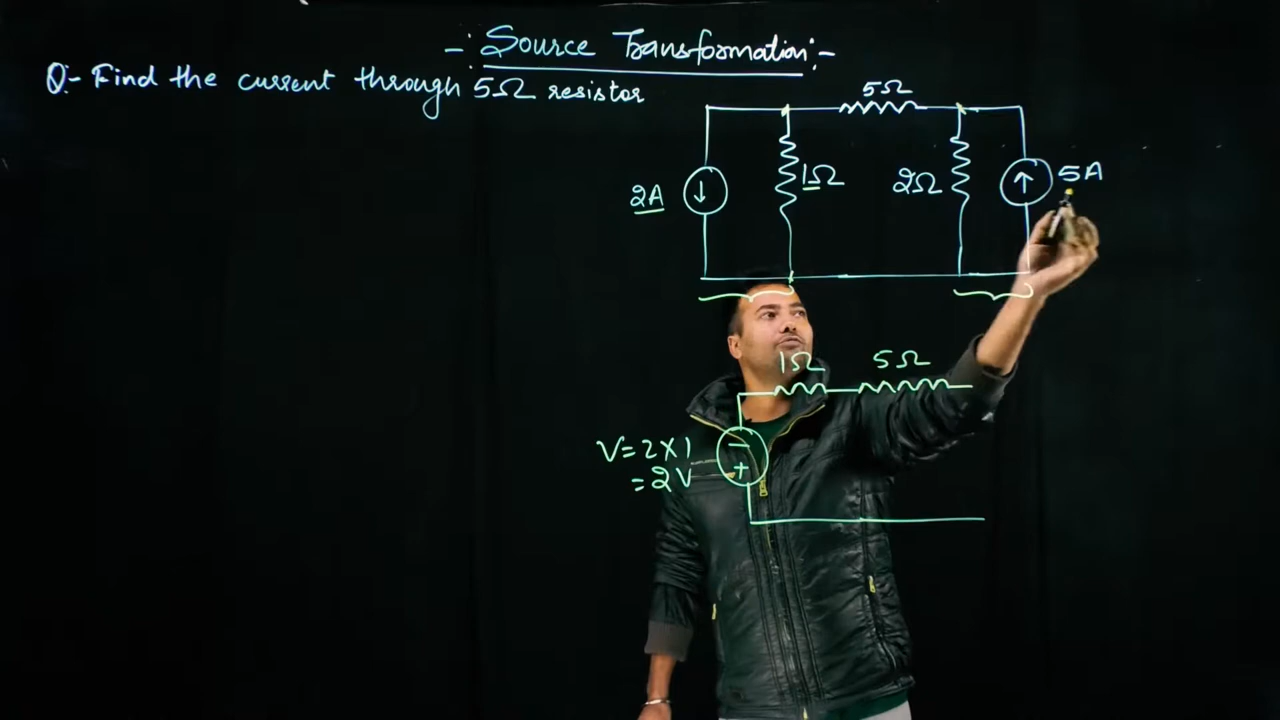 -: Source Transformation :-
Q:- Find the current through 5Ω resistor
5Ω
2A
1Ω
2Ω
5A
1Ω
5Ω
V=2×1
=2V
-
+